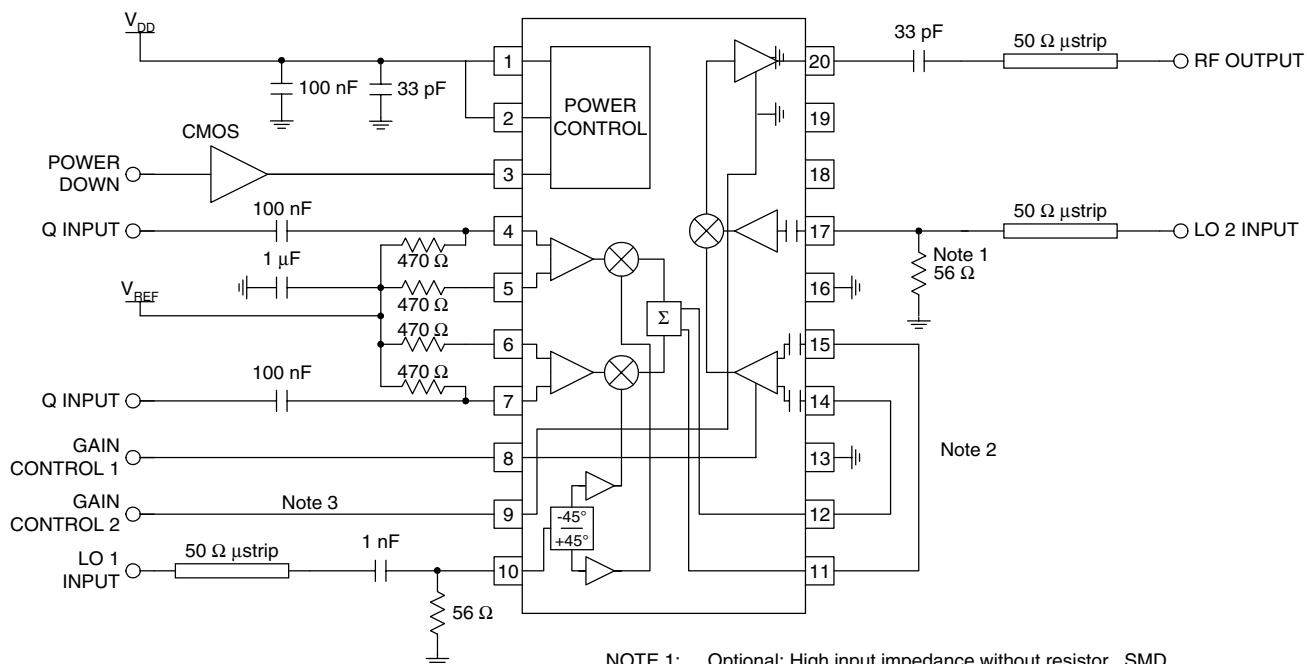 V_DD
33 pF
50 Ω μstrip
1
20
RF OUTPUT
100 nF
33 pF
POWER
CONTROL
2
19
CMOS
POWER
DOWN
3
18
100 nF
50 Ω μstrip
Q INPUT
4
17
LO 2 INPUT
1 μF
470 Ω
Note 1
56 Ω
5
16
V_REF
470 Ω
Σ
470 Ω
6
15
100 nF
470 Ω
Q INPUT
7
14
GAIN
CONTROL 1
8
13
Note 2
GAIN
CONTROL 2
Note 3
9
-45°
+45°
12
LO 1
INPUT
50 Ω μstrip
1 nF
10
11
56 Ω
NOTE 1: Optional: High input impedance without resistor. SMD